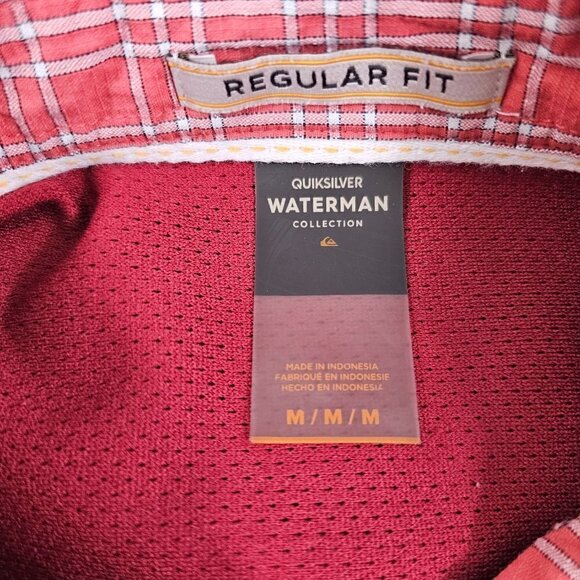 REGULAR FIT
QUIKSILVER
WATERMAN
COLLECTION
MADE IN INDONESIA
FABRIQUÉ EN INDONESIE
HECHO EN INDONESIA
M / M / M